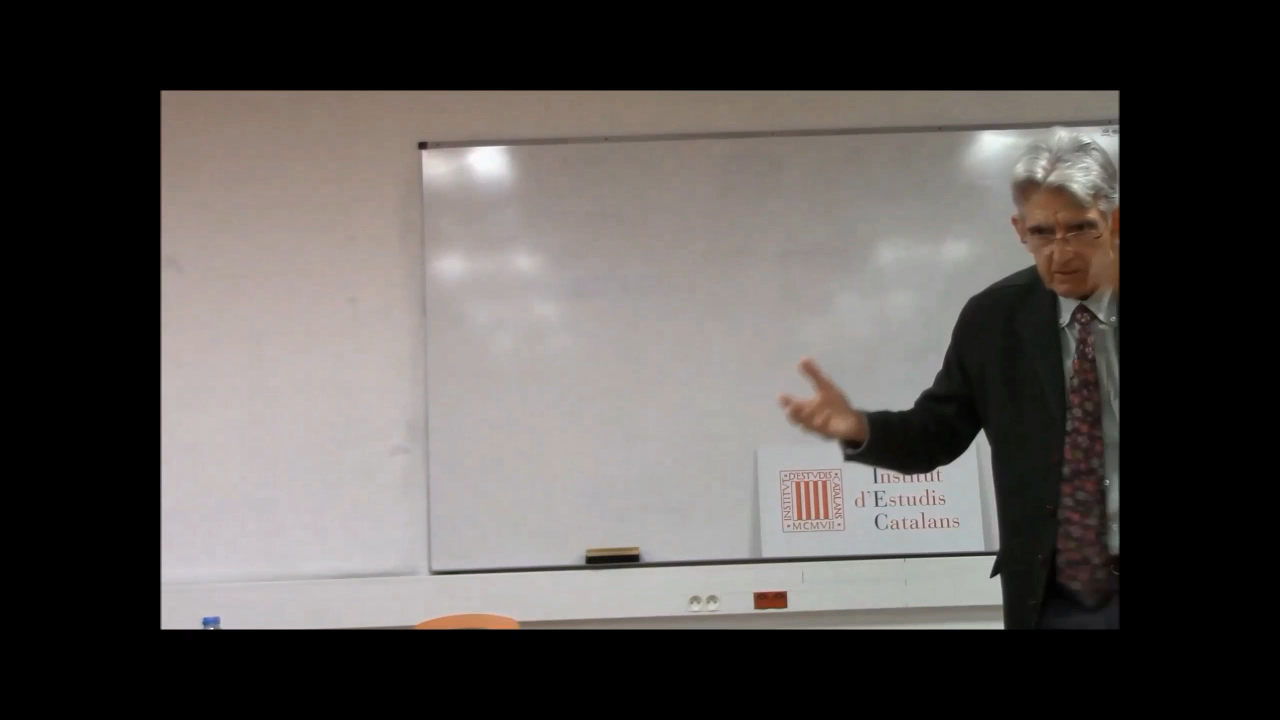 INSTITVT
D'ESTVDIS
CATALANS
MCMVII
Institut
d'Estudis
Catalans